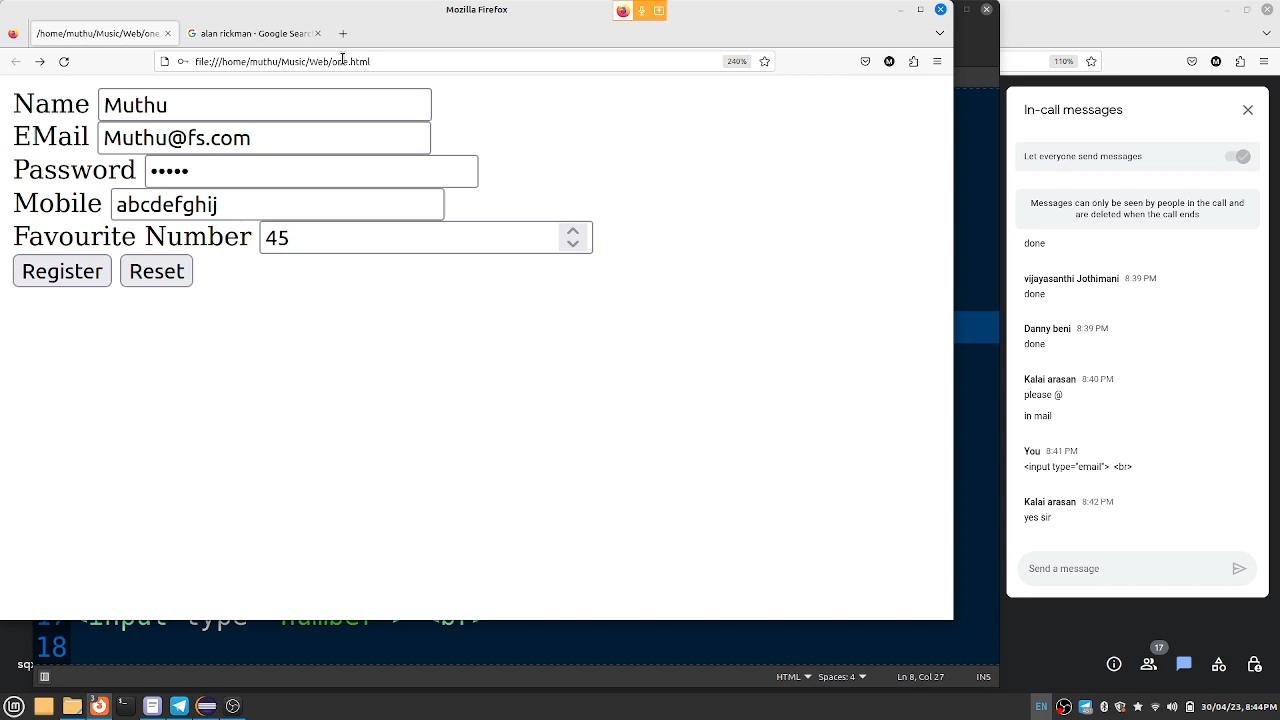 Mozilla Firefox
/home/muthu/Music/Web/one.
alan rickman - Google Searc
file:///home/muthu/Music/Web/one.html
240%
110%
Name Muthu
EMail Muthu@fs.com
Password •••••
Mobile abcdefghij
Favourite Number 45
Register Reset
In-call messages
Let everyone send messages
Messages can only be seen by people in the call and
are deleted when the call ends
done
vijayasanthi Jothimani 8:39 PM
done
Danny beni 8:39 PM
done
Kalai arasan 8:40 PM
please @
in mail
You 8:41 PM
<input type="email"> <br>
Kalai arasan 8:42 PM
yes sir
Send a message
17
18
HTML Spaces: 4 Ln 8, Col 27 INS
EN 30/04/23, 8:44PM